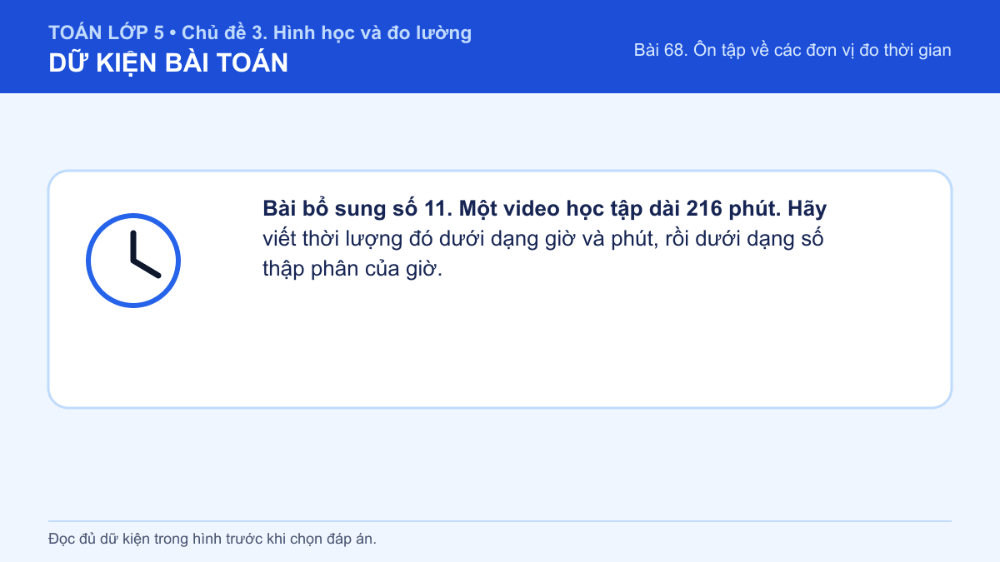 TOÁN LỚP 5 • Chủ đề 3. Hình học và đo lường
DỮ KIỆN BÀI TOÁN
Bài 68. Ôn tập về các đơn vị đo thời gian
Bài bổ sung số 11. Một video học tập dài 216 phút. Hãy
viết thời lượng đó dưới dạng giờ và phút, rồi dưới dạng số
thập phân của giờ.
Đọc đủ dữ kiện trong hình trước khi chọn đáp án.